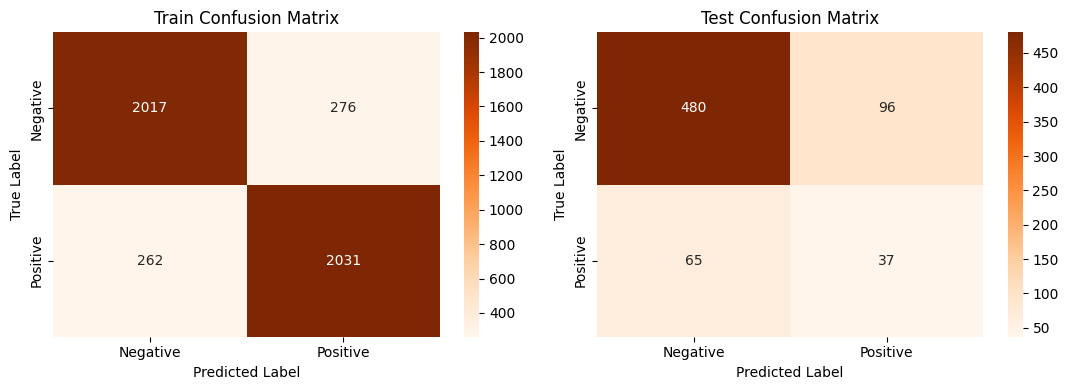 Train Confusion Matrix
True Label
Negative
Positive
2017
276
262
2031
Negative
Positive
Predicted Label
2000
1800
1600
1400
1200
1000
800
600
400
Test Confusion Matrix
True Label
Negative
Positive
480
96
65
37
Negative
Positive
Predicted Label
450
400
350
300
250
200
150
100
50